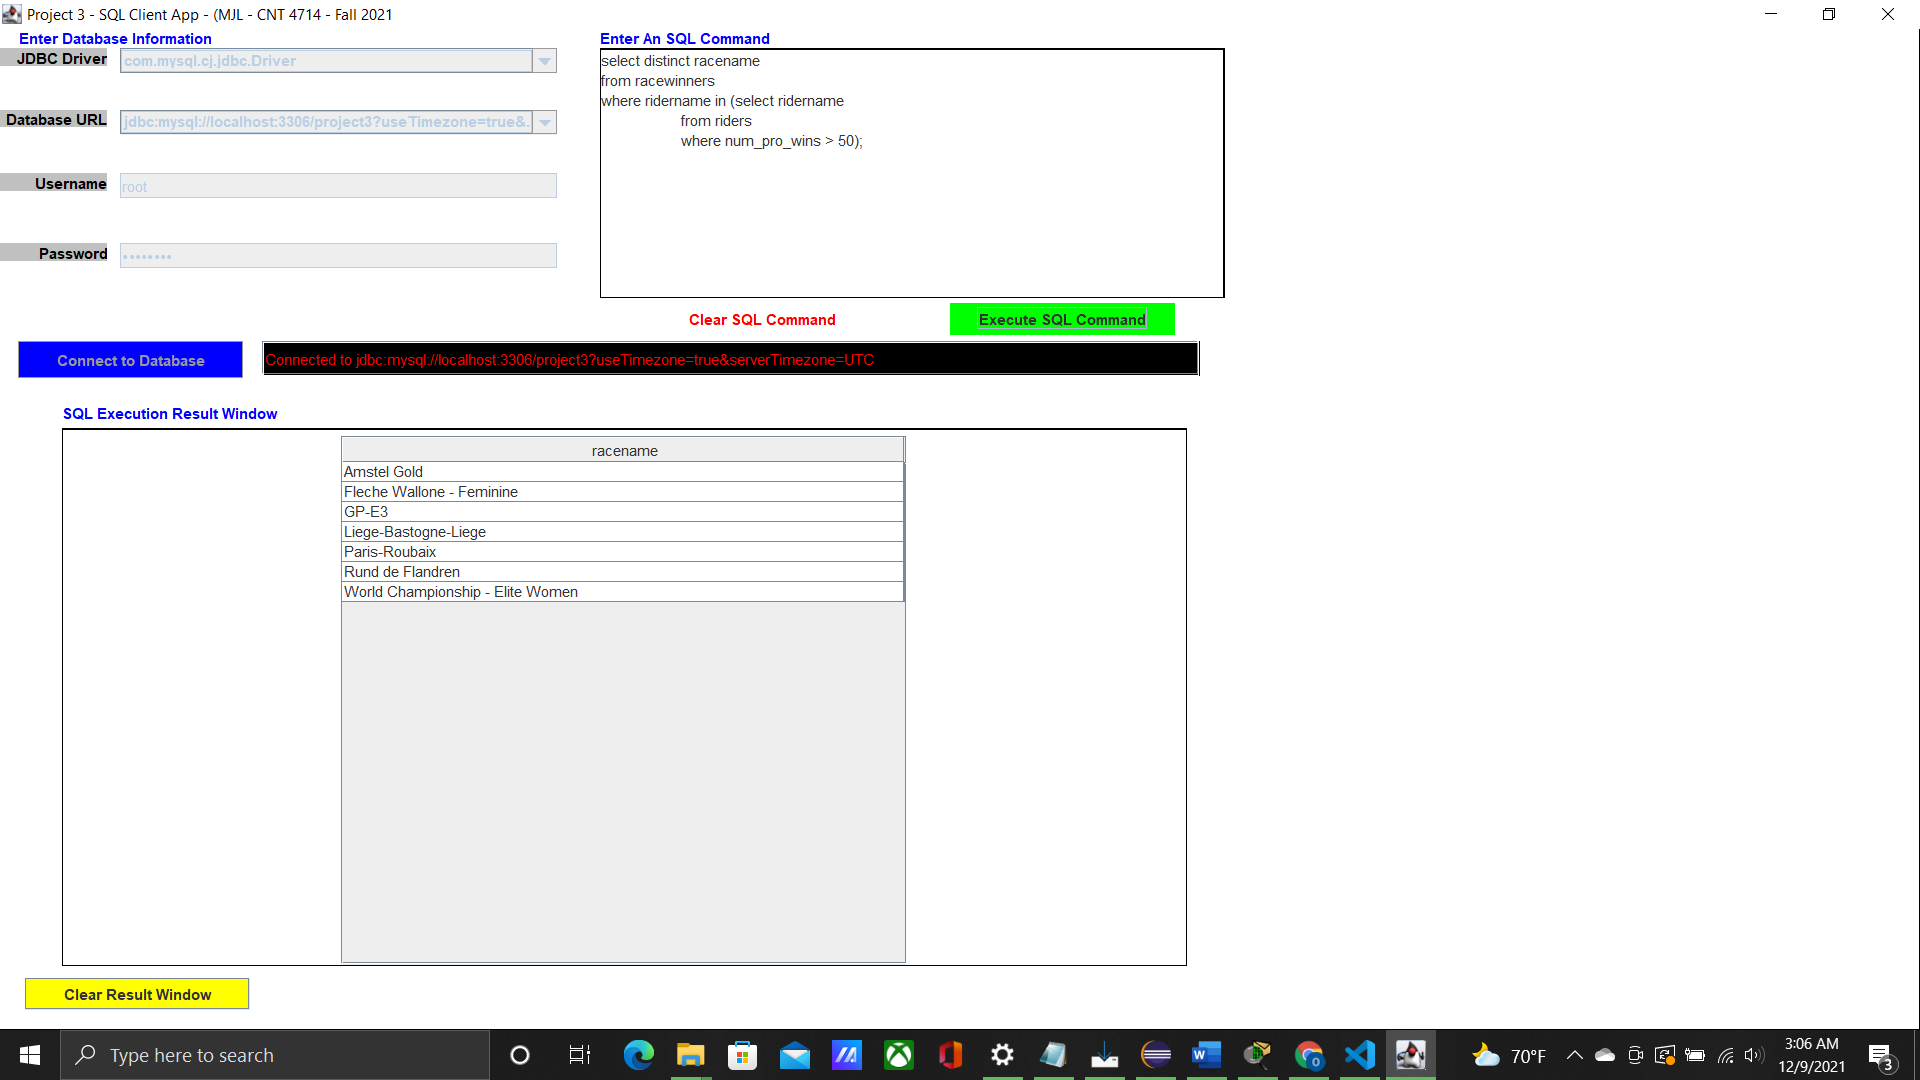 Project 3 - SQL Client App - (MJL - CNT 4714 - Fall 2021
Enter Database Information
JDBC Driver
com.mysql.cj.jdbc.Driver
Database URL
jdbc:mysql://localhost:3306/project3?useTimezone=true&.
Username
root
Password
••••••••
Enter An SQL Command
select distinct racename
from racewinners
where ridername in (select ridername
from riders
where num_pro_wins > 50);
Clear SQL Command
Execute SQL Command
Connect to Database
Connected to jdbc:mysql://localhost:3306/project3?useTimezone=true&serverTimezone=UTC
SQL Execution Result Window
racename
Amstel Gold
Fleche Wallone - Feminine
GP-E3
Liege-Bastogne-Liege
Paris-Roubaix
Rund de Flandren
World Championship - Elite Women
Clear Result Window
Type here to search
70°F
3:06 AM
12/9/2021
3